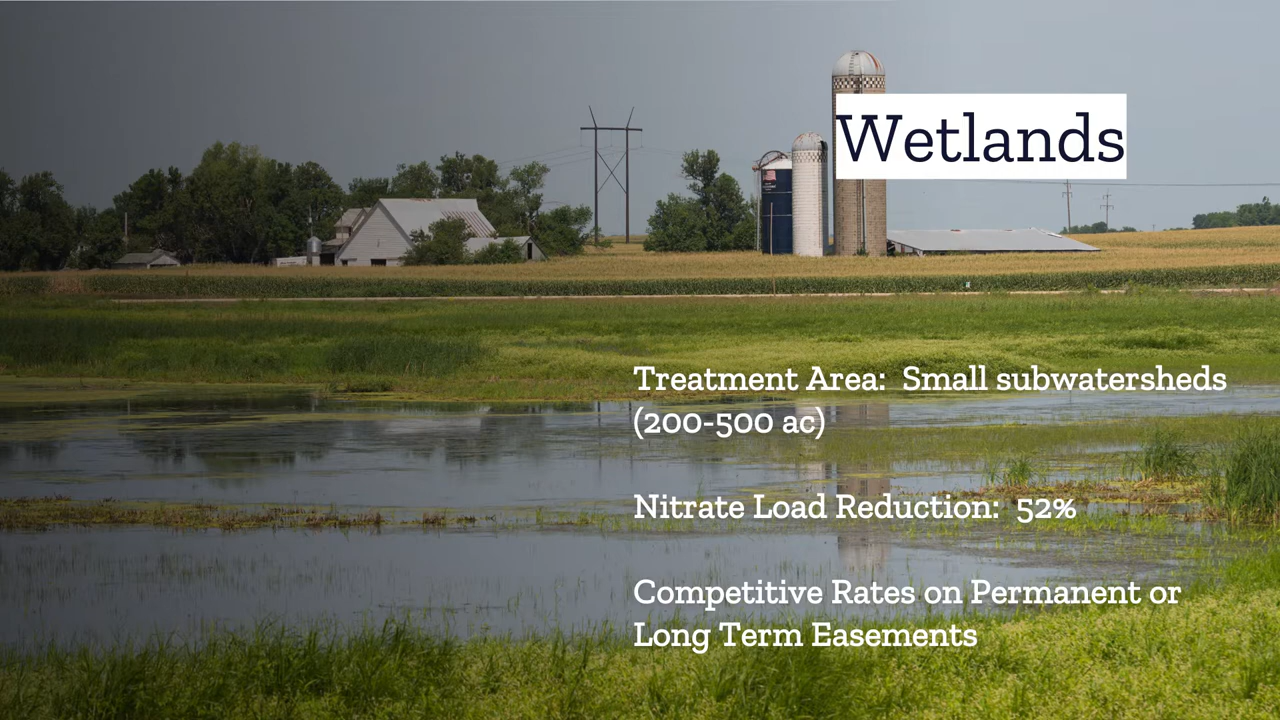 Wetlands
Treatment Area:  Small subwatersheds
(200-500 ac)
Nitrate Load Reduction:  52%
Competitive Rates on Permanent or
Long Term Easements